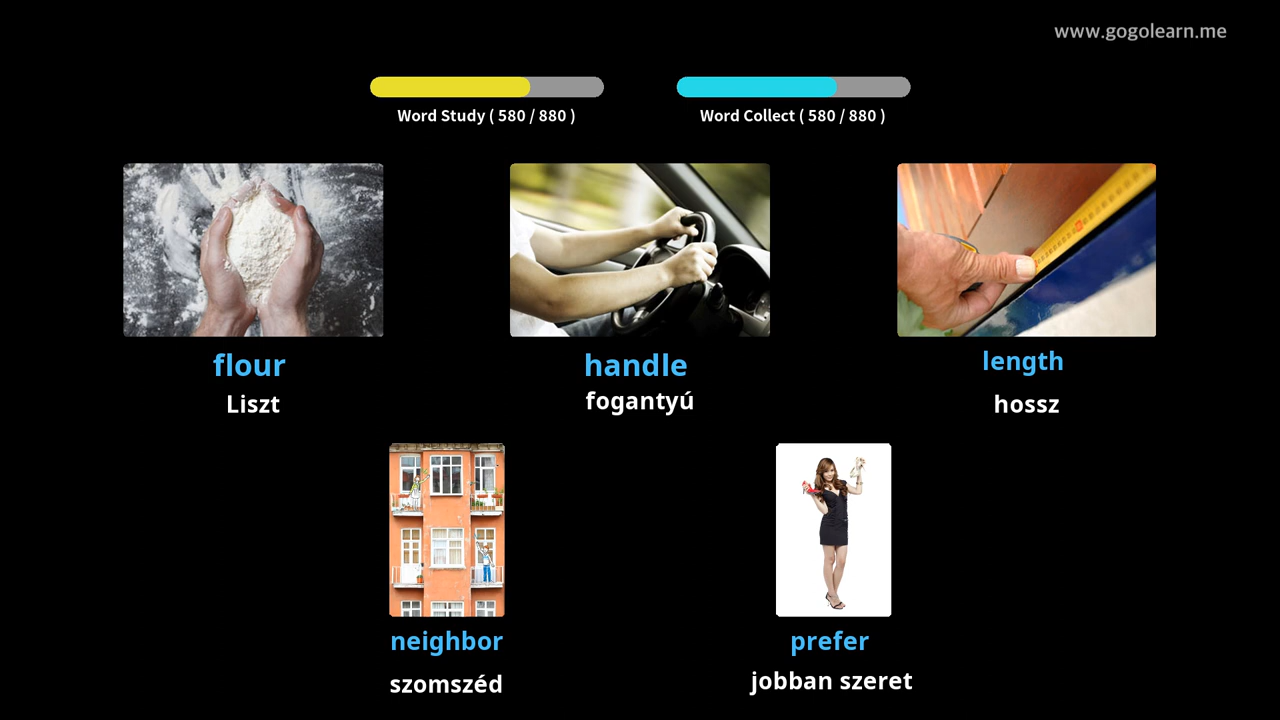 www.gogolearn.me
Word Study ( 580 / 880 )
Word Collect ( 580 / 880 )
flour
Liszt
handle
fogantyú
length
hossz
neighbor
szomszéd
prefer
jobban szeret